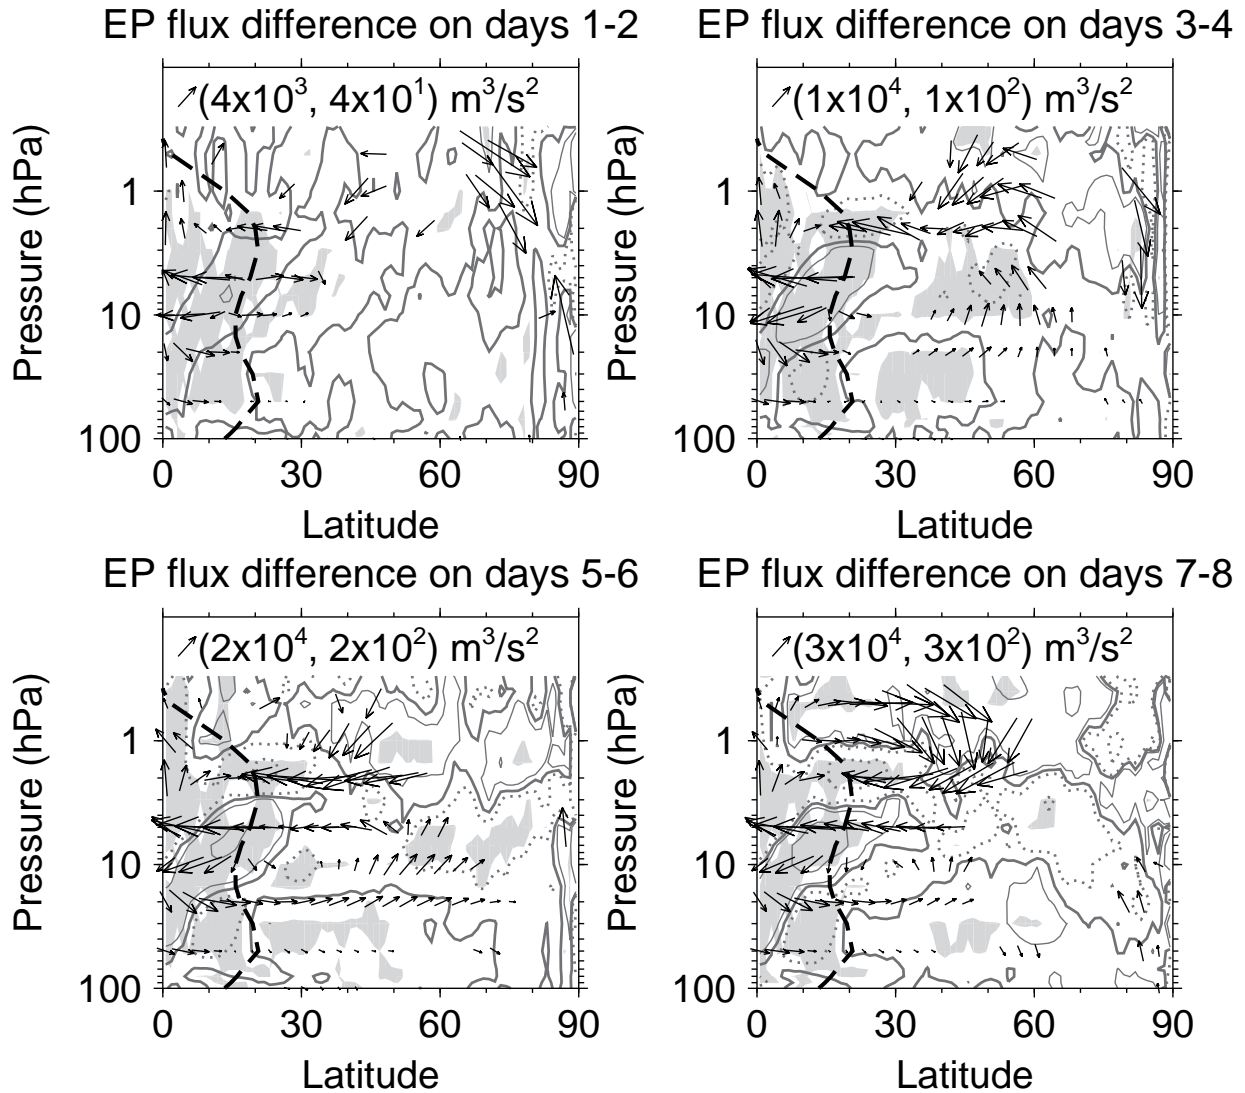 EP flux difference on days 1-2
(4x10³, 4x10¹) m³/s²
Pressure (hPa)
1
10
100
0 30 60 90
Latitude
EP flux difference on days 3-4
(1x10⁴, 1x10²) m³/s²
Pressure (hPa)
1
10
100
0 30 60 90
Latitude
EP flux difference on days 5-6
(2x10⁴, 2x10²) m³/s²
Pressure (hPa)
1
10
100
0 30 60 90
Latitude
EP flux difference on days 7-8
(3x10⁴, 3x10²) m³/s²
Pressure (hPa)
1
10
100
0 30 60 90
Latitude